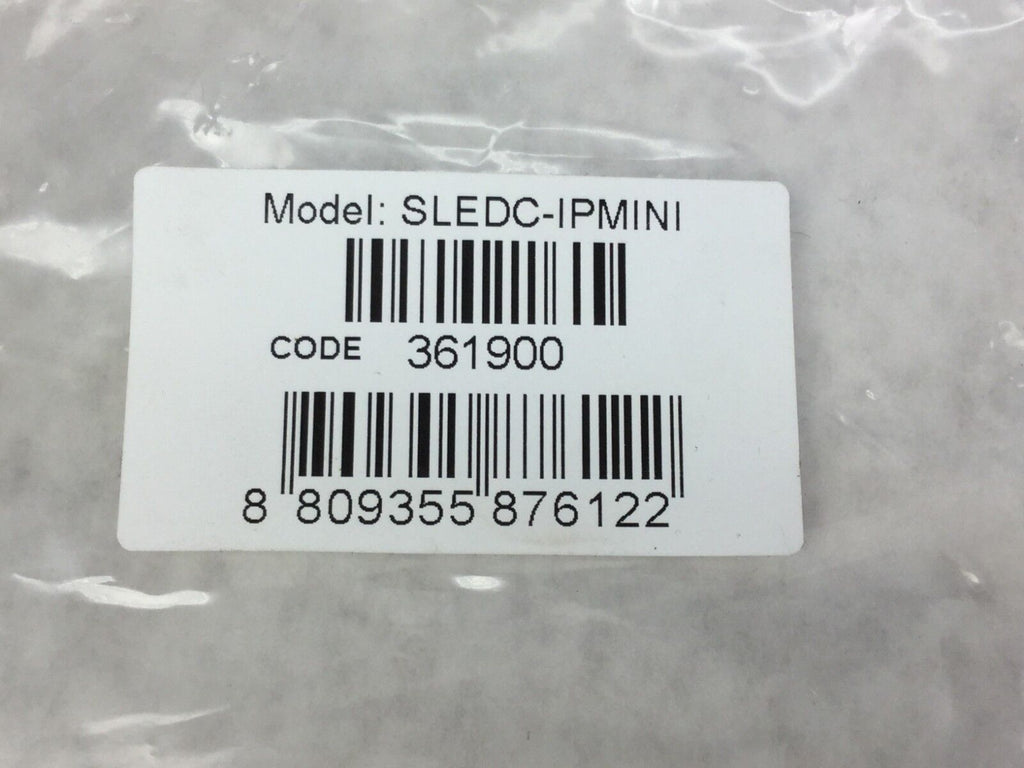 Model: SLEDC-IPMINI
CODE 361900
8 809355 876122